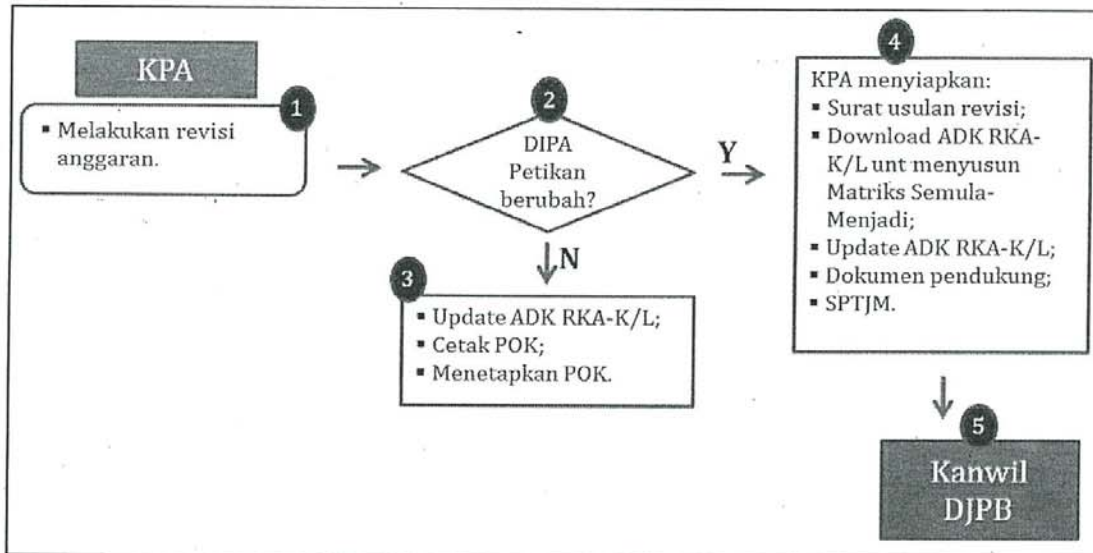 KPA
1
▪ Melakukan revisi
anggaran.
2
DIPA
Petikan
berubah?
Y
N
3
▪ Update ADK RKA-K/L;
▪ Cetak POK;
▪ Menetapkan POK.
4
KPA menyiapkan:
▪ Surat usulan revisi;
▪ Download ADK RKA-
K/L unt menyusun
Matriks Semula-
Menjadi;
▪ Update ADK RKA-K/L;
▪ Dokumen pendukung;
▪ SPTJM.
5
Kanwil
DJPB